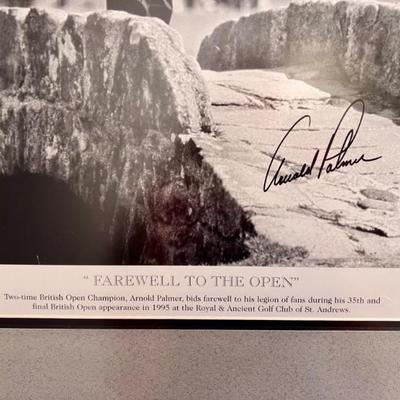 Arnold Palmer
" FAREWELL TO THE OPEN"
Two-time British Open Champion, Arnold Palmer, bids farewell to his legion of fans during his 35th and
final British Open appearance in 1995 at the Royal & Ancient Golf Club of St. Andrews.